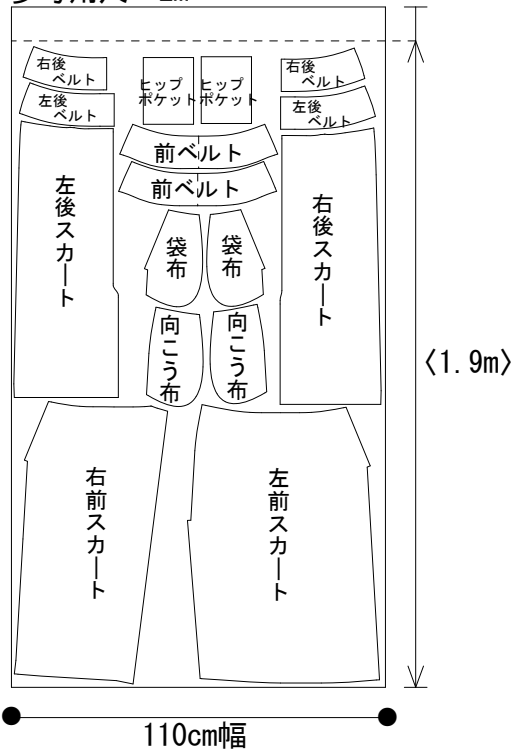 右後
ベルト
左後
ベルト
ヒップ
ポケット
ヒップ
ポケット
右後
ベルト
左後
ベルト
前ベルト
前ベルト
左後スカート
袋布
袋布
右後スカート
向こう布
向こう布
〈1.9m〉
右前スカート
左前スカート
110cm幅